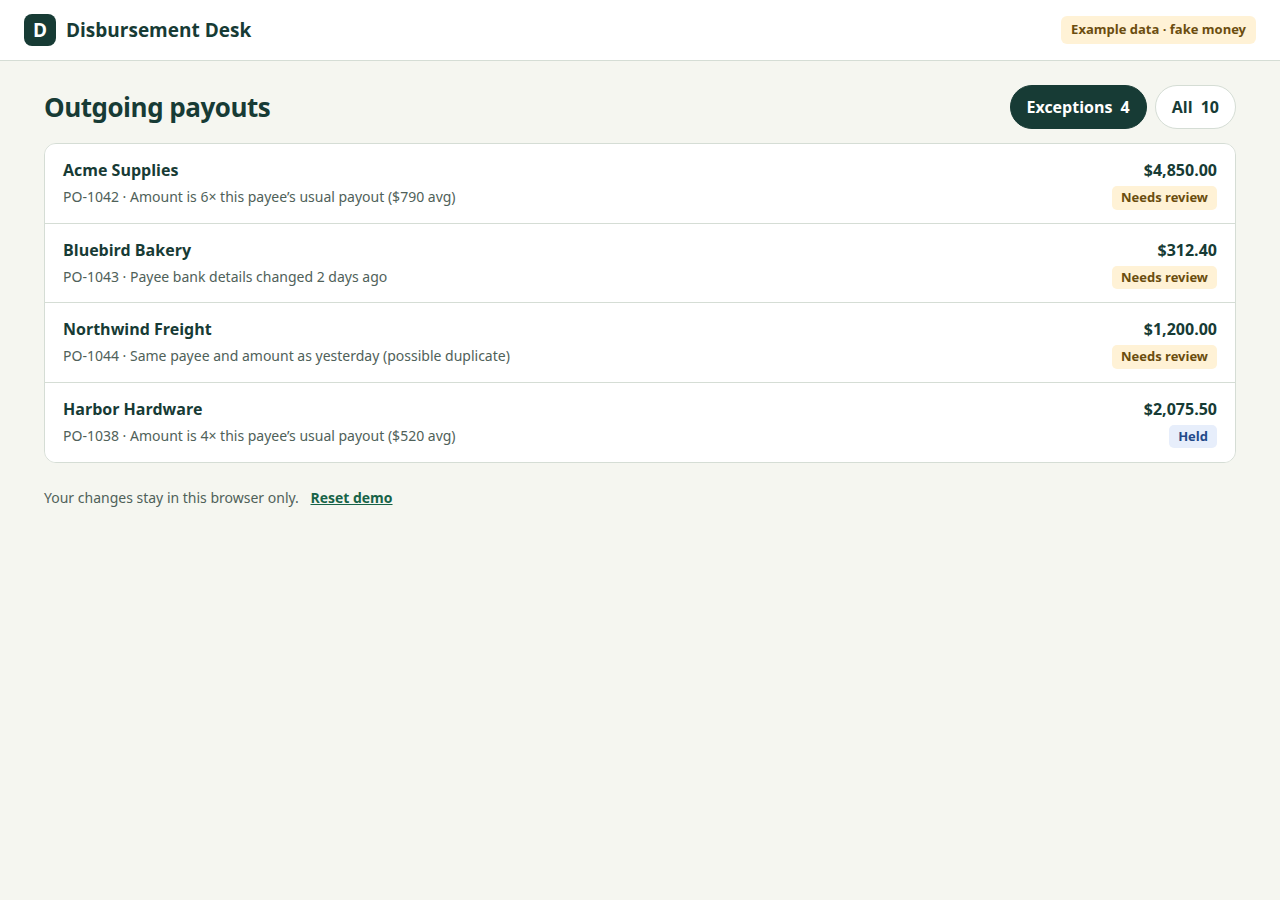 D Disbursement Desk
Example data · fake money
Outgoing payouts
Exceptions 4
All 10
Acme Supplies
$4,850.00
PO-1042 · Amount is 6× this payee’s usual payout ($790 avg)
Needs review
Bluebird Bakery
$312.40
PO-1043 · Payee bank details changed 2 days ago
Needs review
Northwind Freight
$1,200.00
PO-1044 · Same payee and amount as yesterday (possible duplicate)
Needs review
Harbor Hardware
$2,075.50
PO-1038 · Amount is 4× this payee’s usual payout ($520 avg)
Held
Your changes stay in this browser only. Reset demo